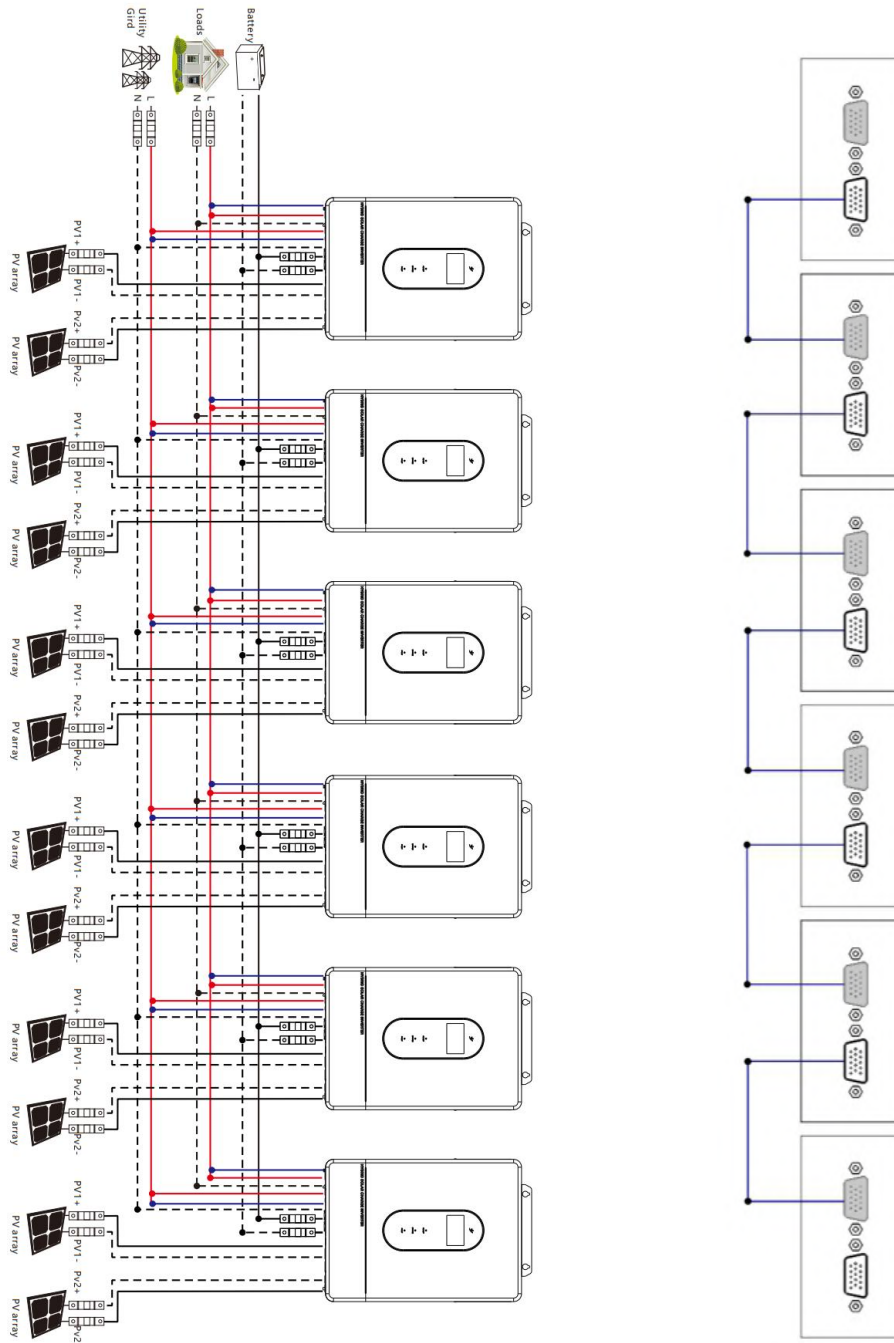 Battery
Loads
Utility
Gird
L
N
L
N
PV1+
PV1-
Pv2+
Pv2-
PV array
PV array
PV1+
PV1-
Pv2+
Pv2-
PV array
PV array
PV1+
PV1-
Pv2+
Pv2-
PV array
PV array
PV1+
PV1-
Pv2+
Pv2-
PV array
PV array
PV1+
PV1-
Pv2+
Pv2-
PV array
PV array
PV1+
PV1-
Pv2+
Pv2
PV array
PV array